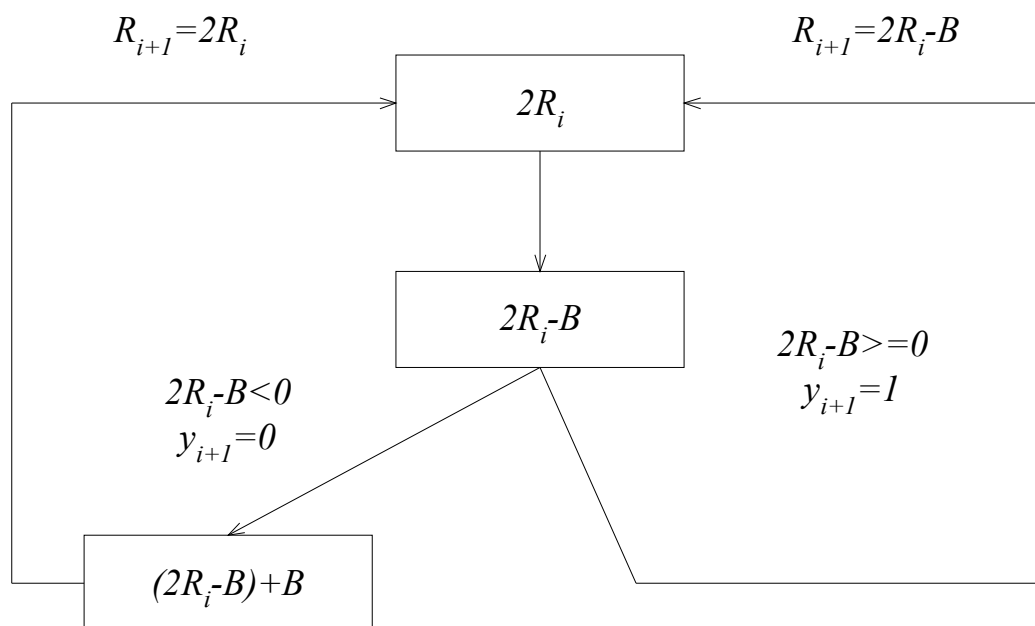 R_{i+1}=2R_i
R_{i+1}=2R_i-B
2R_i
2R_i-B
2R_i-B>=0
y_{i+1}=1
2R_i-B<0
y_{i+1}=0
(2R_i-B)+B